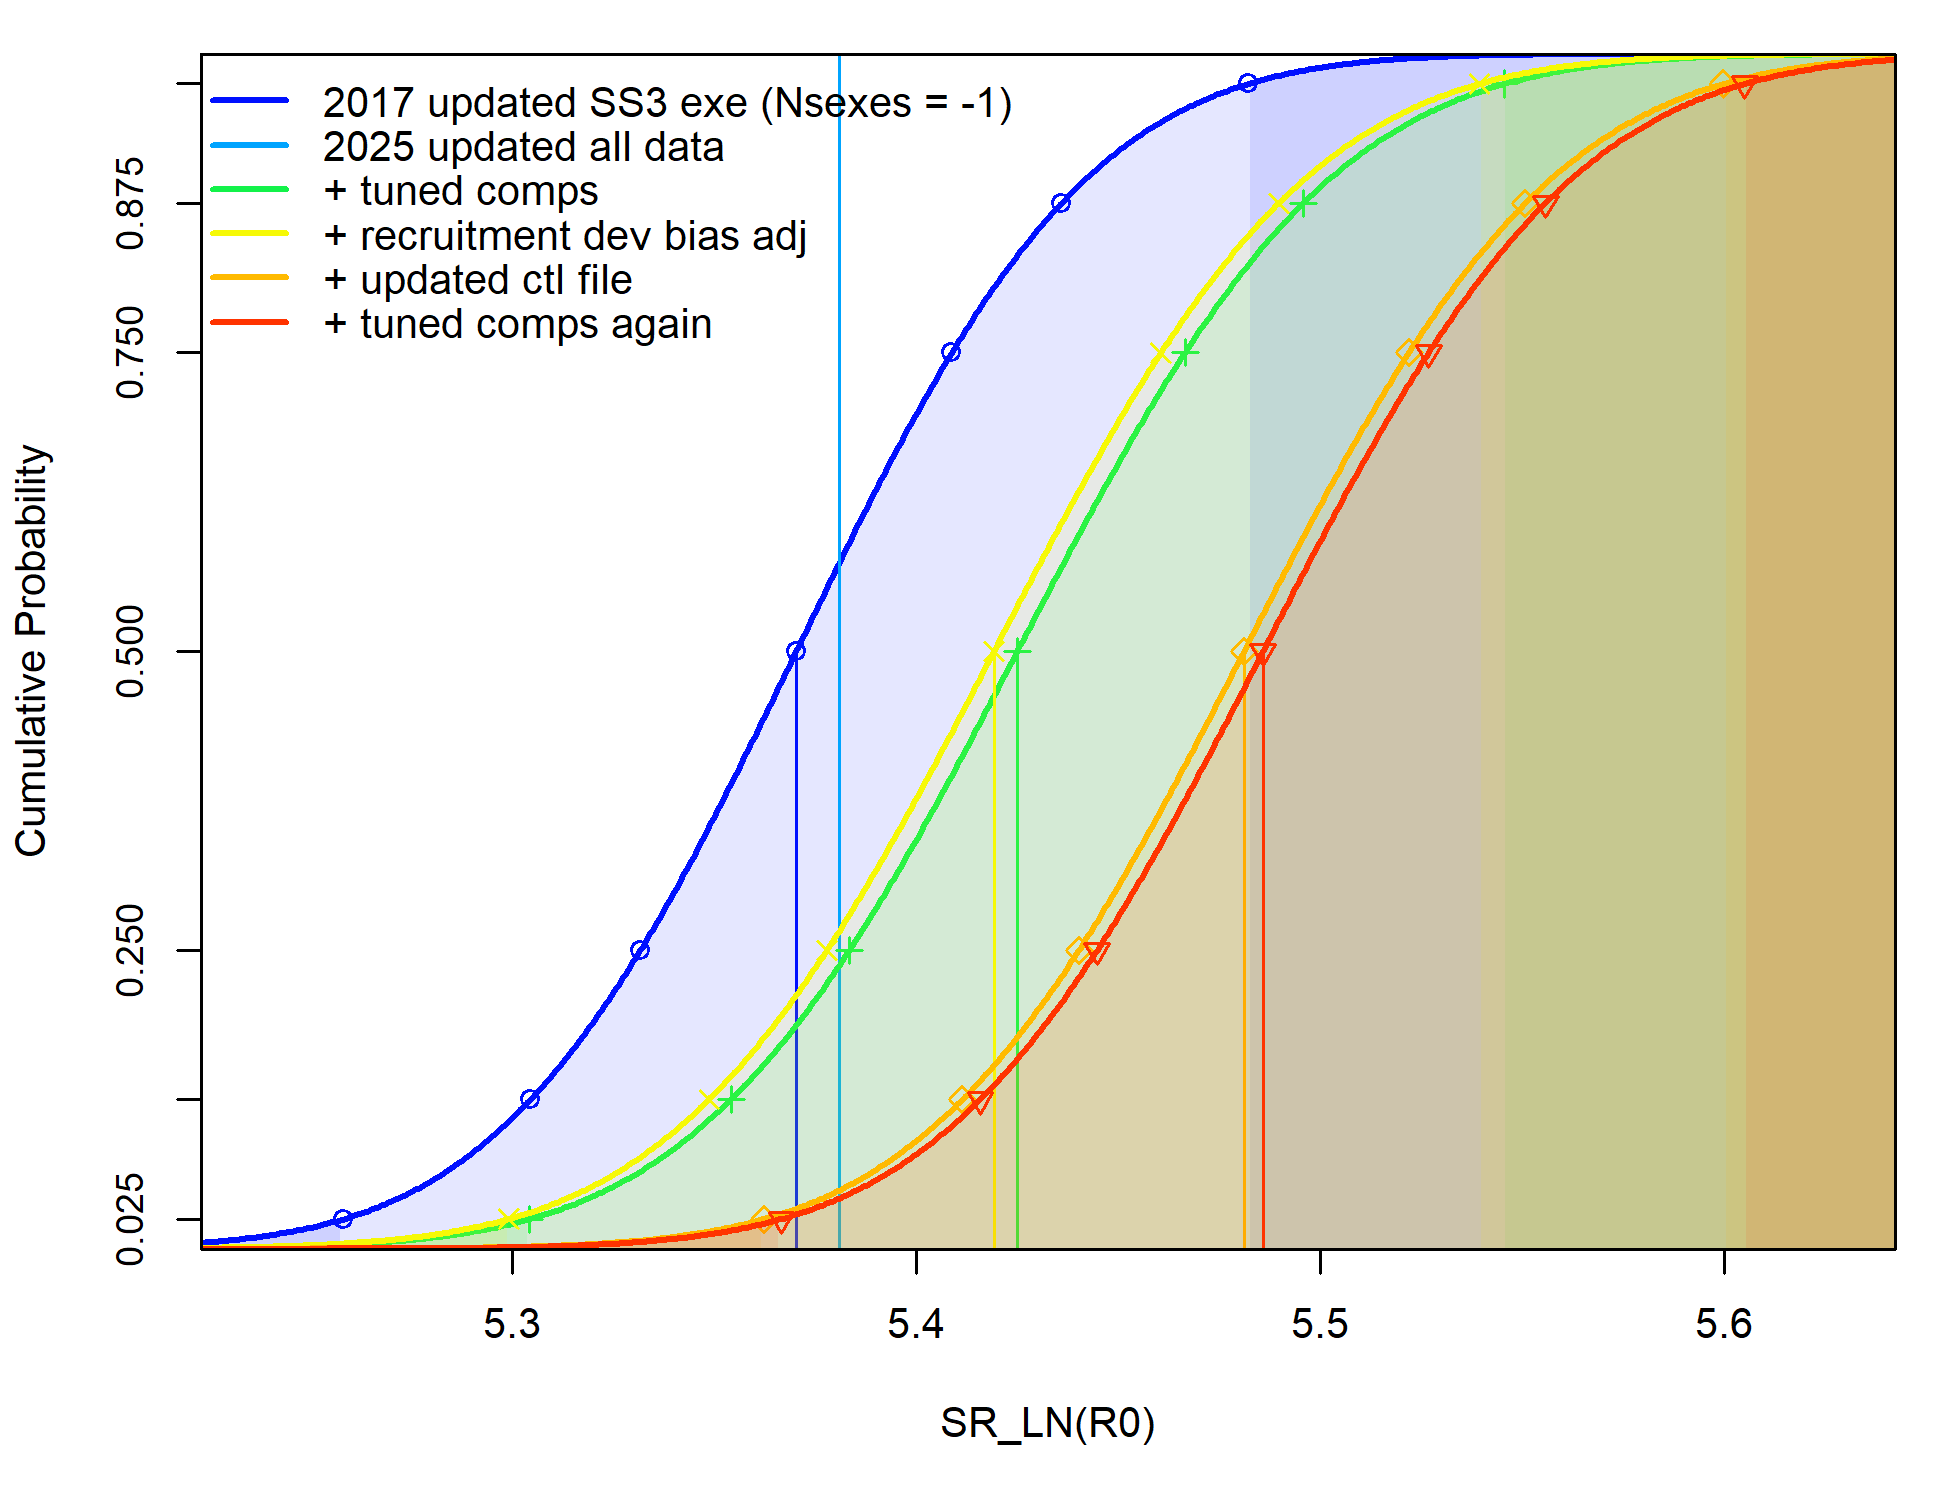 2017 updated SS3 exe (Nsexes = -1)
2025 updated all data
+ tuned comps
+ recruitment dev bias adj
+ updated ctl file
+ tuned comps again
Cumulative Probability
0.875
0.750
0.500
0.250
0.025
5.3 5.4 5.5 5.6
SR_LN(R0)